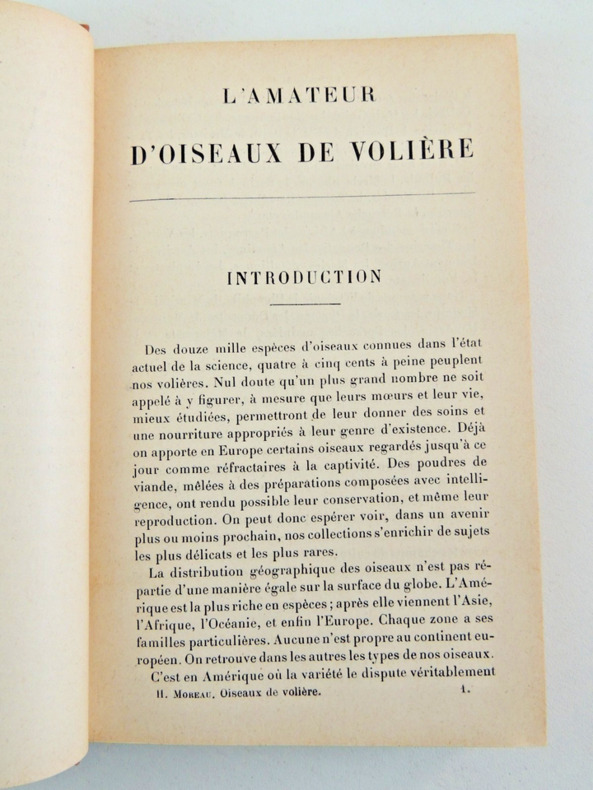 L'AMATEUR
D'OISEAUX DE VOLIÈRE
INTRODUCTION
Des douze mille espèces d'oiseaux connues dans l'état
actuel de la science, quatre à cinq cents à peine peuplent
nos volières. Nul doute qu'un plus grand nombre ne soit
appelé à y figurer, à mesure que leurs mœurs et leur vie,
mieux étudiées, permettront de leur donner des soins et
une nourriture appropriés à leur genre d'existence. Déjà
on apporte en Europe certains oiseaux regardés jusqu'à ce
jour comme réfractaires à la captivité. Des poudres de
viande, mêlées à des préparations composées avec intelli-
gence, ont rendu possible leur conservation, et même leur
reproduction. On peut donc espérer voir, dans un avenir
plus ou moins prochain, nos collections s'enrichir de sujets
les plus délicats et les plus rares.
La distribution géographique des oiseaux n'est pas ré-
partie d'une manière égale sur la surface du globe. L'Amé-
rique est la plus riche en espèces ; après elle viennent l'Asie,
l'Afrique, l'Océanie, et enfin l'Europe. Chaque zone a ses
familles particulières. Aucune n'est propre au continent eu-
ropéen. On retrouve dans les autres les types de nos oiseaux.
C'est en Amérique où la variété le dispute véritablement
H. MOREAU. Oiseaux de volière. 1.